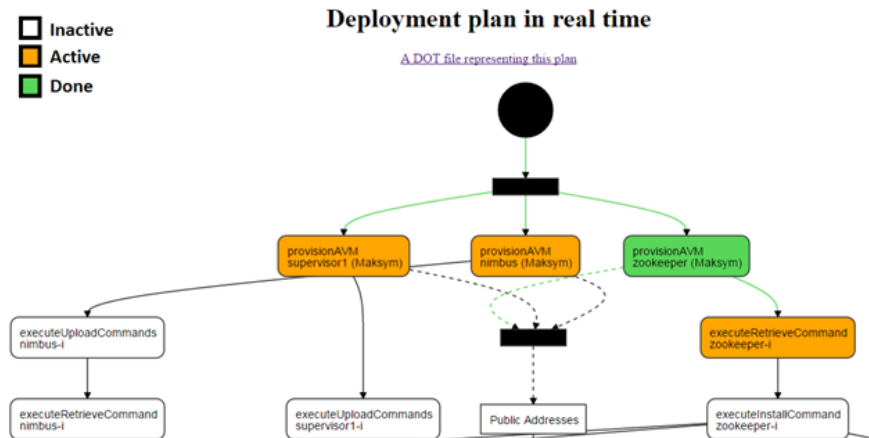 Deployment plan in real time
Inactive
Active
Done
A DOT file representing this plan
provisionAVM
supervisor1 (Maksym)
provisionAVM
nimbus (Maksym)
provisionAVM
zookeeper (Maksym)
executeUploadCommands
nimbus-i
executeRetrieveCommand
zookeeper-i
executeRetrieveCommand
nimbus-i
executeUploadCommands
supervisor1-i
Public Addresses
executeInstallCommand
zookeeper-i